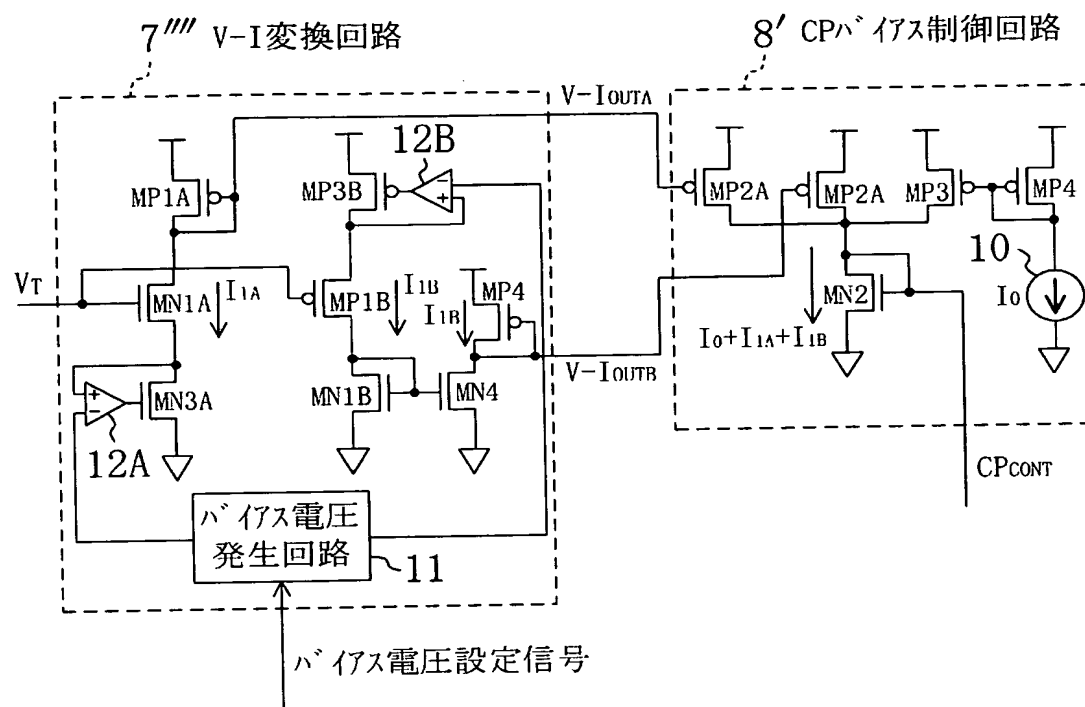 7'''' V-I変換回路
8' CPバイアス制御回路
V-IOUTA
12B
MP1A
MP3B
MP2A
MP2A
MP3
MP4
10
VT
MN1A
I1A
MP1B
I1B
I1B
MP4
I0
MN2
I0+I1A+I1B
V-IOUTB
MN3A
12A
MN1B
MN4
CPCONT
バイアス電圧
発生回路
11
バイアス電圧設定信号
+
-
-
+